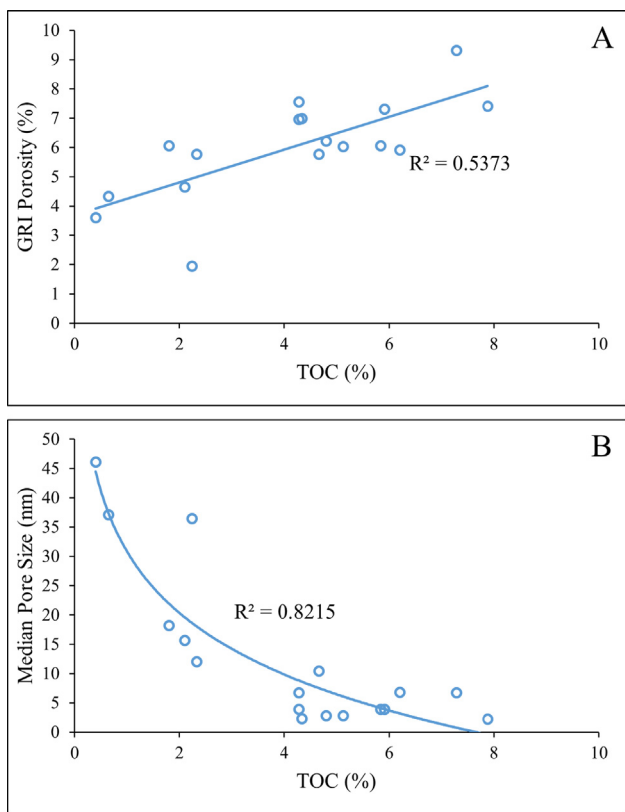 A
10
9
8
7
6
5
4
3
2
1
0
GRI Porosity (%)
R² = 0.5373
0 2 4 6 8 10
TOC (%)
B
50
45
40
35
30
25
20
15
10
5
0
Median Pore Size (nm)
R² = 0.8215
0 2 4 6 8 10
TOC (%)